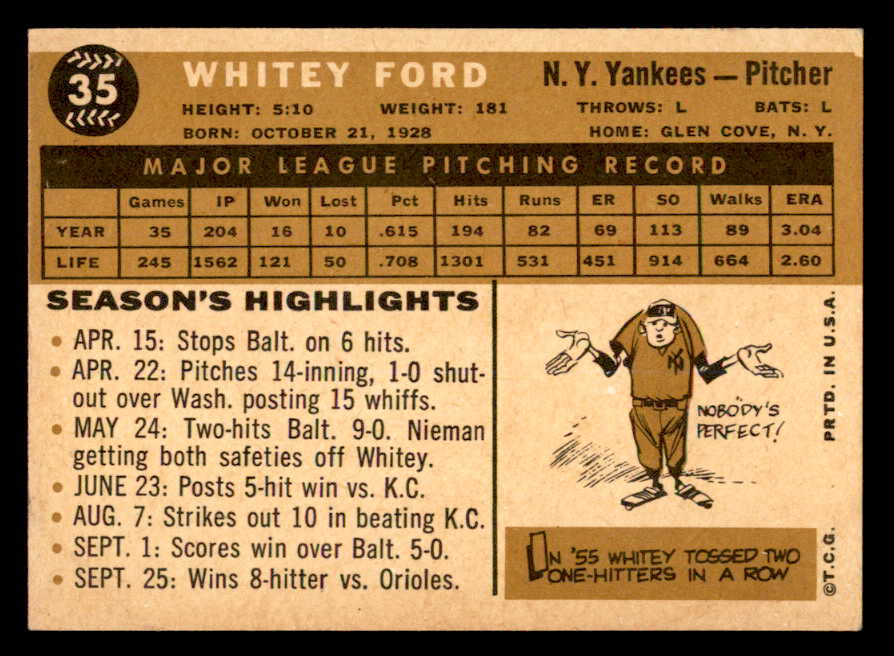 35
WHITEY FORD
N. Y. Yankees — Pitcher
HEIGHT: 5:10 WEIGHT: 181 THROWS: L BATS: L
BORN: OCTOBER 21, 1928 HOME: GLEN COVE, N. Y.
MAJOR LEAGUE PITCHING RECORD
Games IP Won Lost Pct Hits Runs ER SO Walks ERA
YEAR 35 204 16 10 .615 194 82 69 113 89 3.04
LIFE 245 1562 121 50 .708 1301 531 451 914 664 2.60
SEASON'S HIGHLIGHTS
• APR. 15: Stops Balt. on 6 hits.
• APR. 22: Pitches 14-inning, 1-0 shut-
out over Wash. posting 15 whiffs.
• MAY 24: Two-hits Balt. 9-0. Nieman
getting both safeties off Whitey.
• JUNE 23: Posts 5-hit win vs. K.C.
• AUG. 7: Strikes out 10 in beating K.C.
• SEPT. 1: Scores win over Balt. 5-0.
• SEPT. 25: Wins 8-hitter vs. Orioles.
NY
NY
NOBODY'S
PERFECT!
IN '55 WHITEY TOSSED TWO
ONE-HITTERS IN A ROW
©T.C.G. PRTD. IN U.S.A.